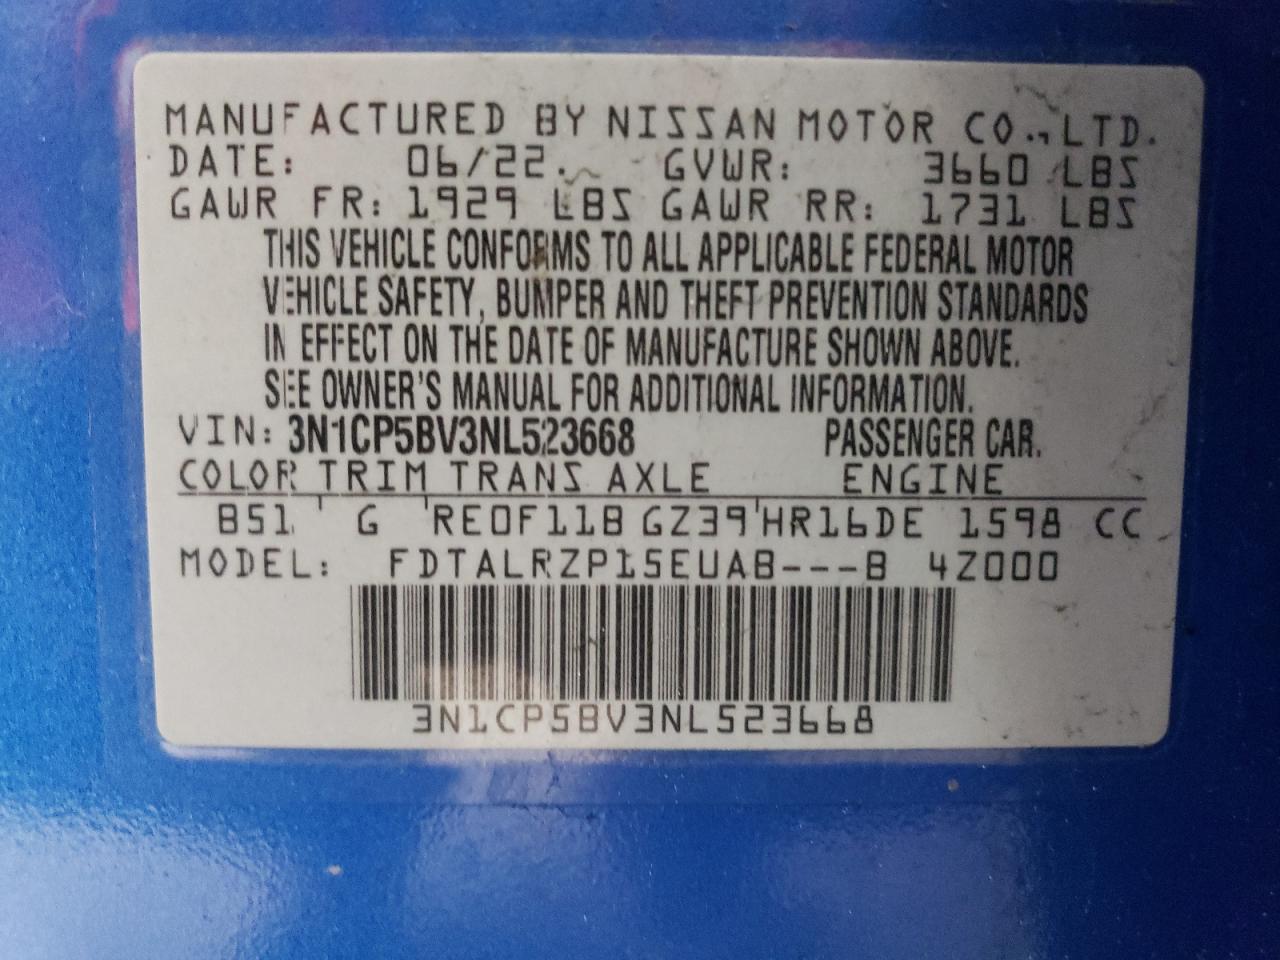 MANUFACTURED BY NISSAN MOTOR CO., LTD.
DATE: 06/22. GVWR: 3660 LBS
GAWR FR: 1929 LBS GAWR RR: 1731 LBS
THIS VEHICLE CONFORMS TO ALL APPLICABLE FEDERAL MOTOR
VEHICLE SAFETY, BUMPER AND THEFT PREVENTION STANDARDS
IN EFFECT ON THE DATE OF MANUFACTURE SHOWN ABOVE.
SEE OWNER'S MANUAL FOR ADDITIONAL INFORMATION.
VIN: 3N1CP5BV3NL523668 PASSENGER CAR.
COLOR TRIM TRANS AXLE ENGINE
B51 G RE0F11B GZ39 HR16DE 1598 CC
MODEL: FDTALRZP15EUAB---B 4Z000
3N1CP5BV3NL523668